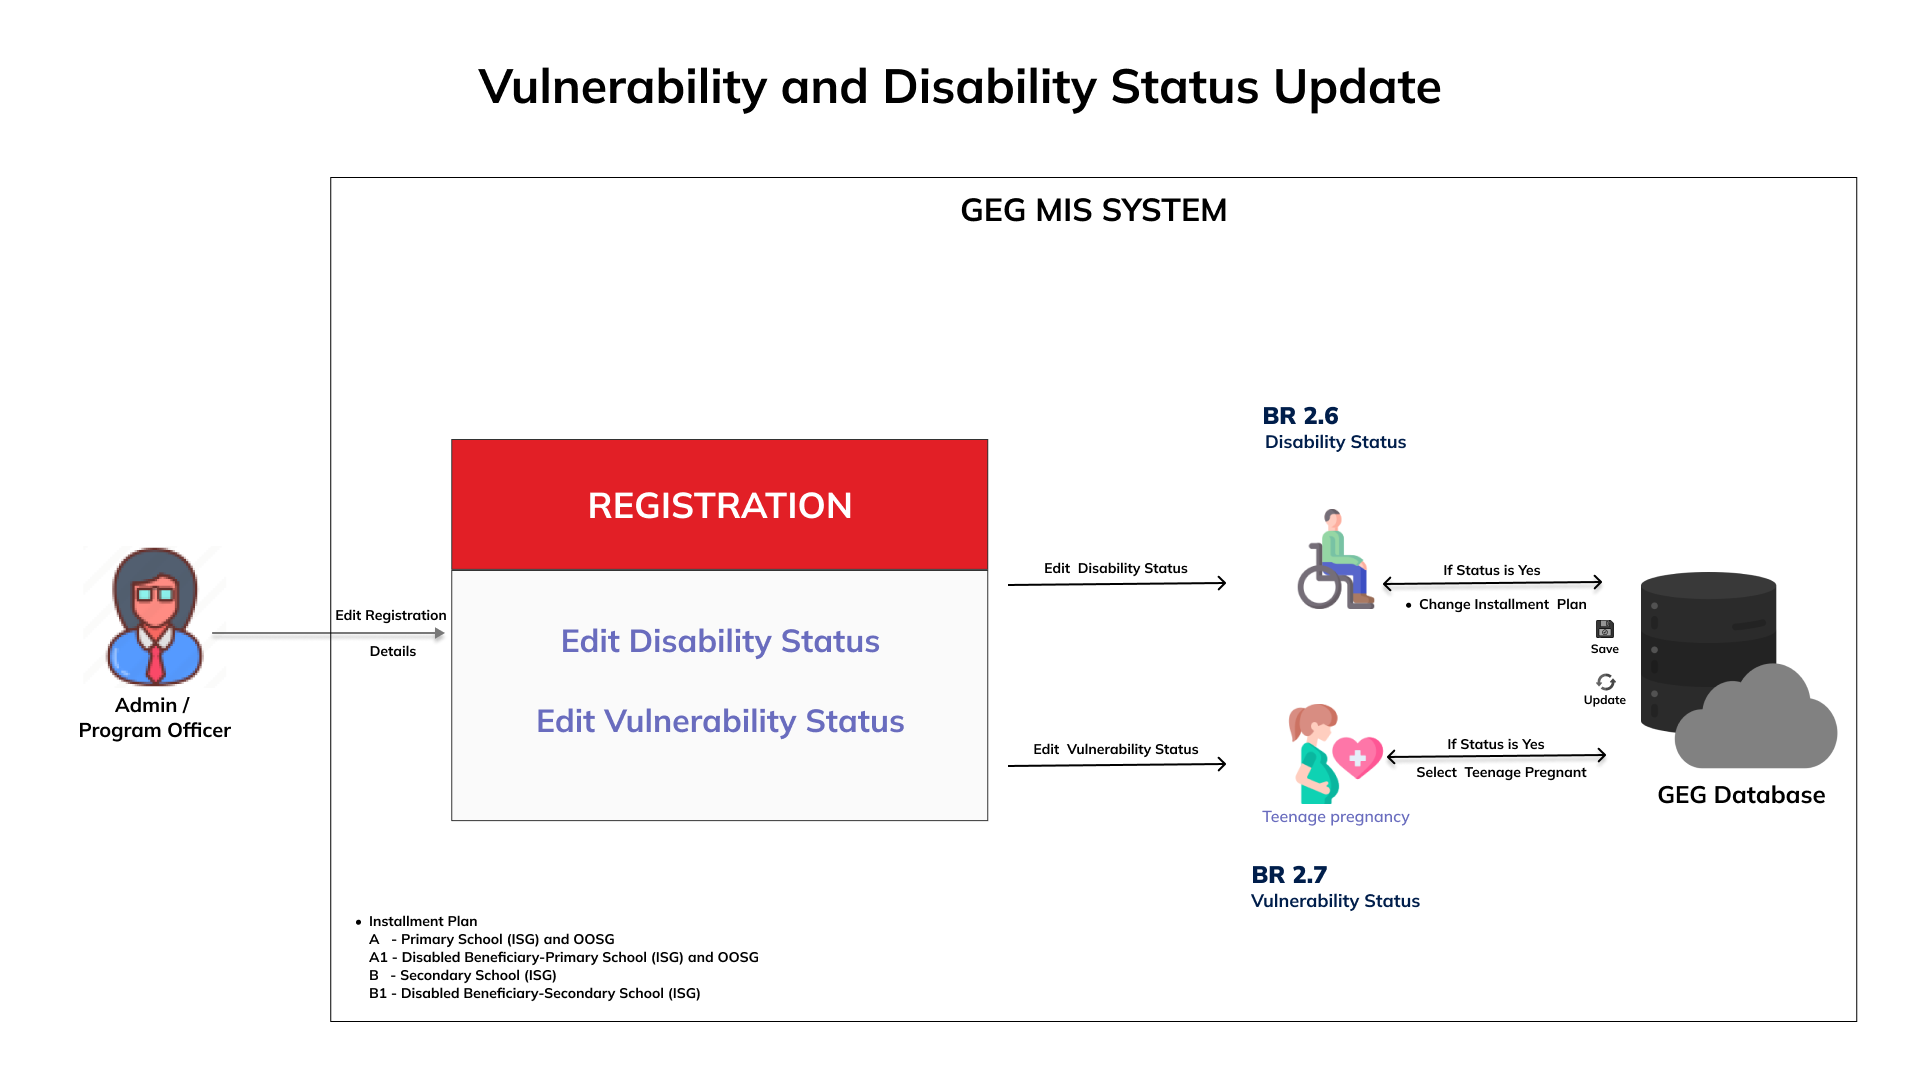 Vulnerability and Disability Status Update
GEG MIS SYSTEM
Admin /
Program Officer
Edit Registration
Details
REGISTRATION
Edit Disability Status
Edit Vulnerability Status
Edit Disability Status
Edit Vulnerability Status
BR 2.6
Disability Status
If Status is Yes
• Change Installment Plan
Save
Update
If Status is Yes
Select Teenage Pregnant
Teenage pregnancy
BR 2.7
Vulnerability Status
GEG Database
• Installment Plan
A - Primary School (ISG) and OOSG
A1 - Disabled Beneficiary-Primary School (ISG) and OOSG
B - Secondary School (ISG)
B1 - Disabled Beneficiary-Secondary School (ISG)